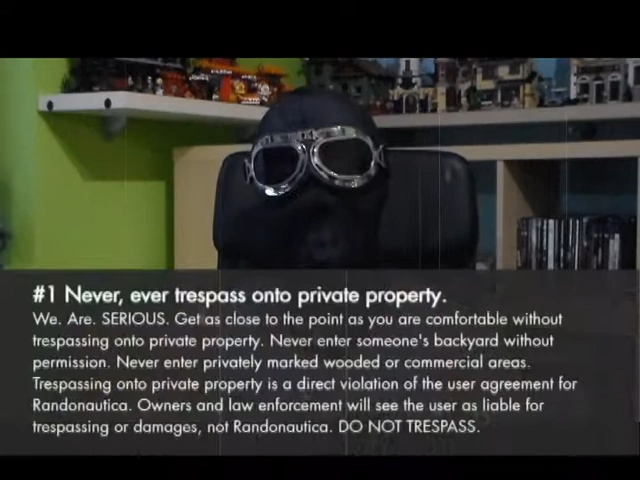 #1 Never, ever trespass onto private property.
We. Are. SERIOUS. Get as close to the point as you are comfortable without
trespassing onto private property. Never enter someone's backyard without
permission. Never enter privately marked wooded or commercial areas.
Trespassing onto private property is a direct violation of the user agreement for
Randonautica. Owners and law enforcement will see the user as liable for
trespassing or damages, not Randonautica. DO NOT TRESPASS.